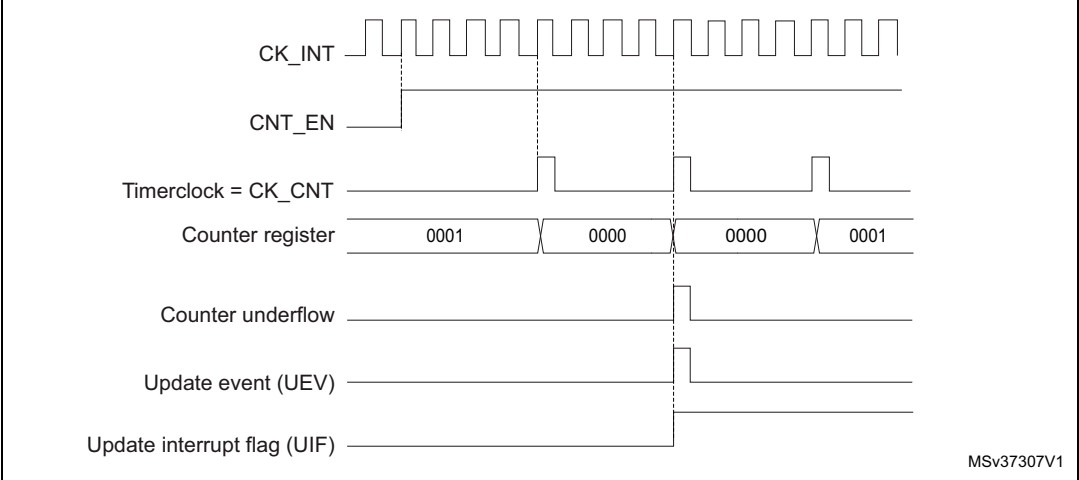 CK_INT
CNT_EN
Timerclock = CK_CNT
Counter register 0001 0000 0000 0001
Counter underflow
Update event (UEV)
Update interrupt flag (UIF)
MSv37307V1